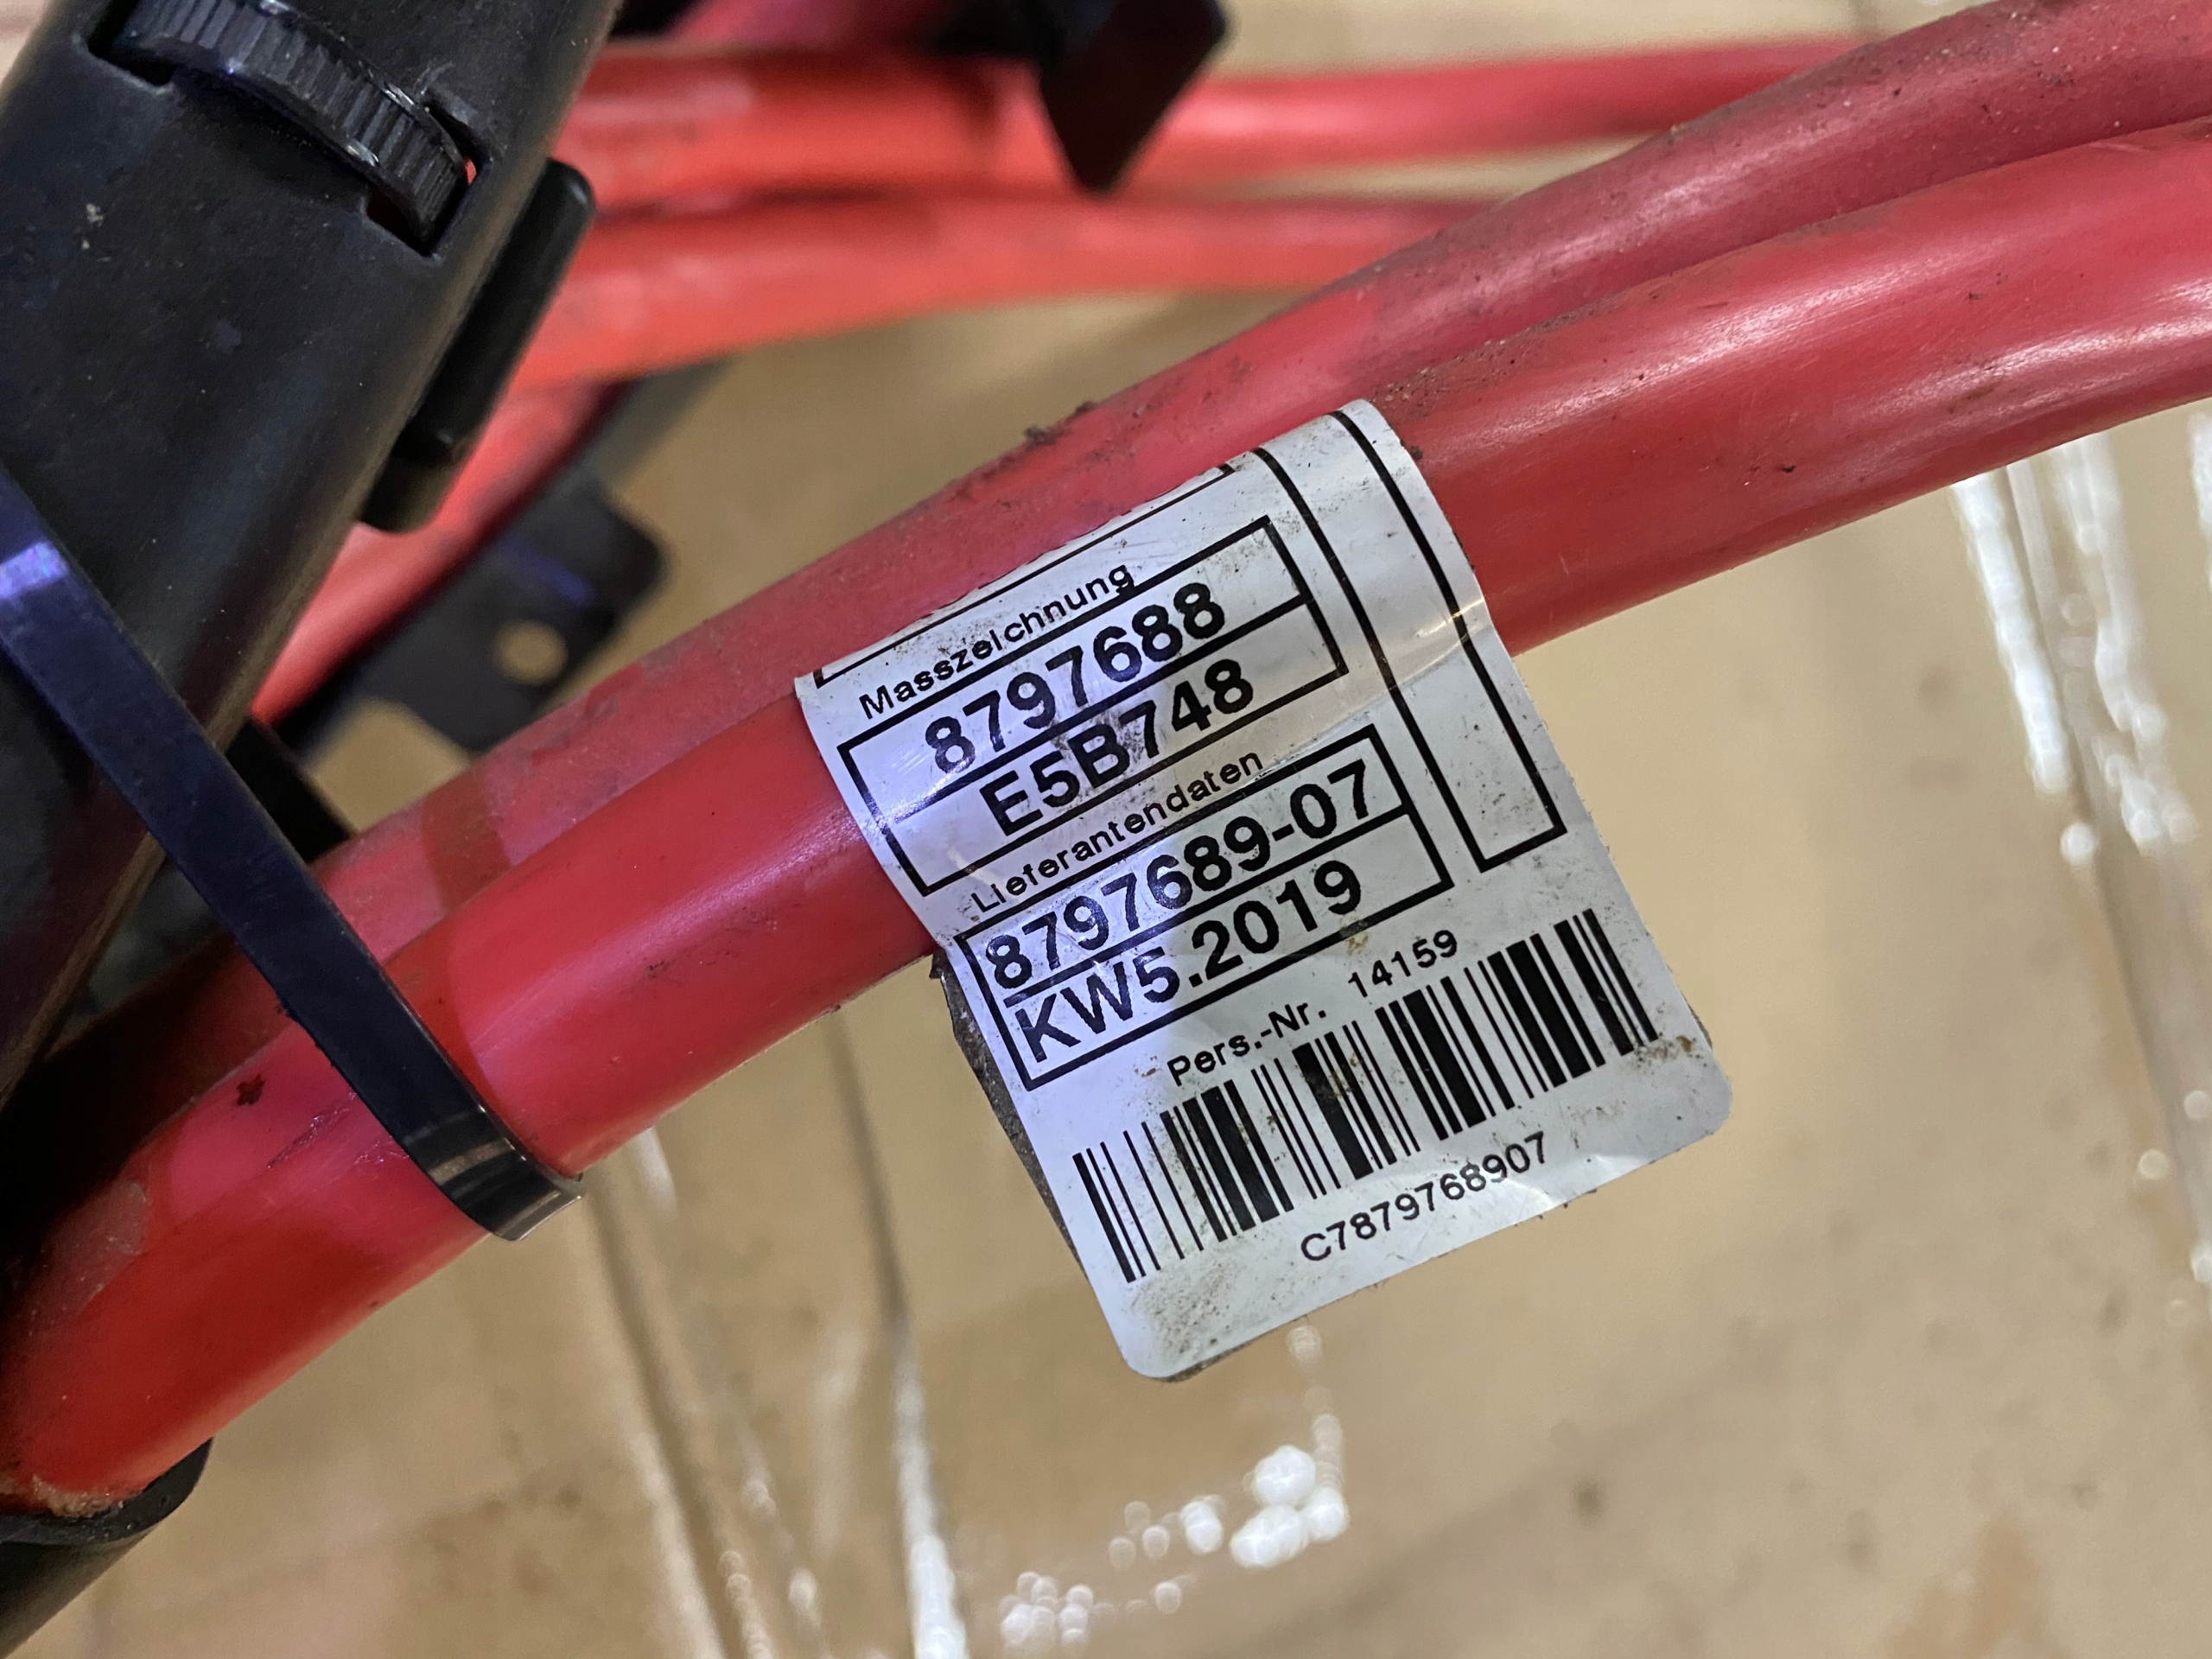 Masszeichnung
8797688
E5B748
Lieferantendaten
8797689-07
KW5.2019
Pers.-Nr. 14159
C7879768907